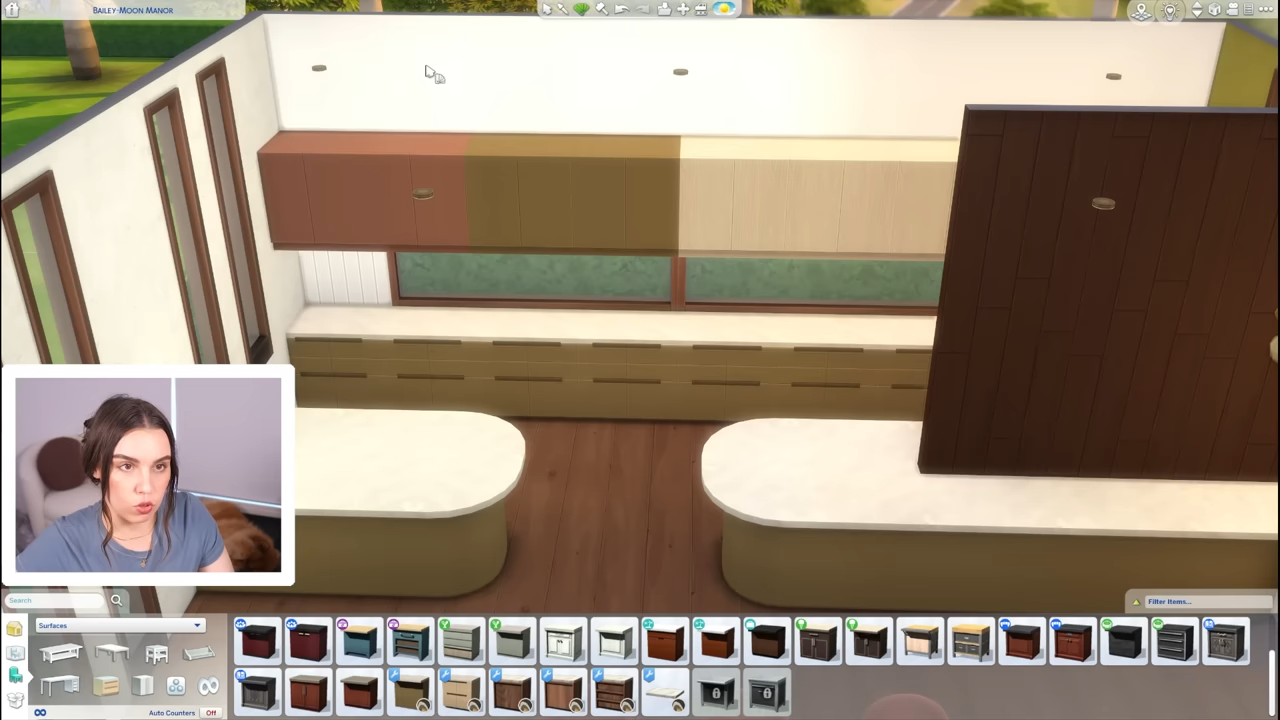 BAILEY-MOON MANOR
Search
Filter Items...
Surfaces
Auto Counters Off